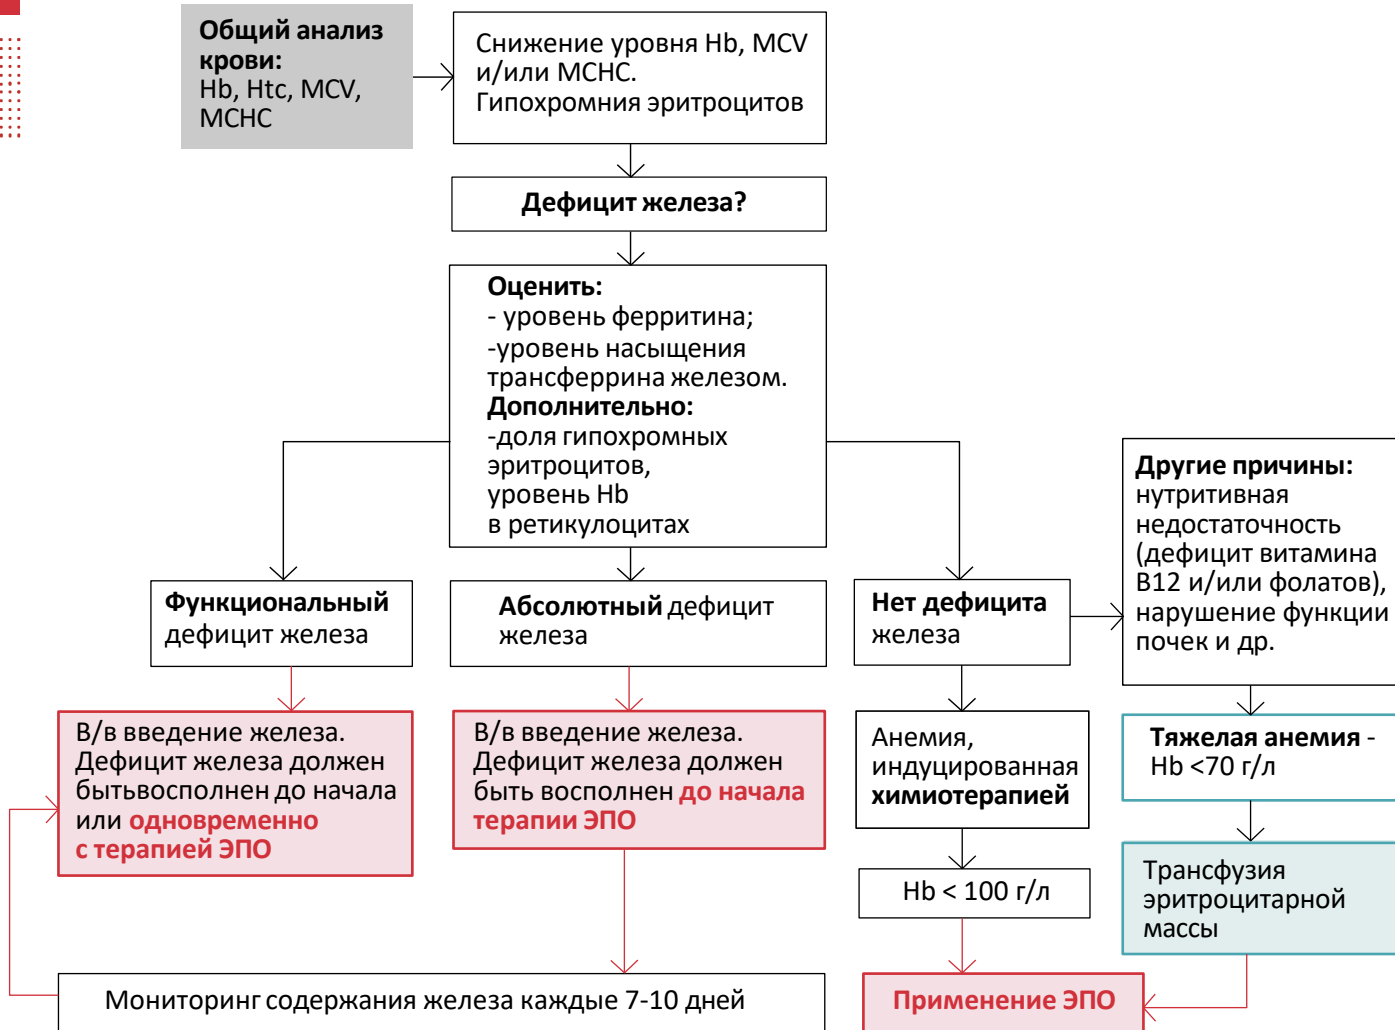 Общий анализ
крови:
Hb, Htc, MCV,
MCHC
Снижение уровня Hb, MCV
и/или MCHC.
Гипохромния эритроцитов
Дефицит железа?
Оценить:
- уровень ферритина;
-уровень насыщения
трансферрина железом.
Дополнительно:
-доля гипохромных
эритроцитов,
уровень Hb
в ретикулоцитах
Функциональный
дефицит железа
Абсолютный дефицит
железа
Нет дефицита
железа
Другие причины:
нутритивная
недостаточность
(дефицит витамина
В12 и/или фолатов),
нарушение функции
почек и др.
В/в введение железа.
Дефицит железа должен
бытьвосполнен до начала
или одновременно
с терапией ЭПО
В/в введение железа.
Дефицит железа должен
быть восполнен до начала
терапии ЭПО
Анемия,
индуцированная
химиотерапией
Тяжелая анемия -
Hb <70 г/л
Hb < 100 г/л
Трансфузия
эритроцитарной
массы
Мониторинг содержания железа каждые 7-10 дней
Применение ЭПО